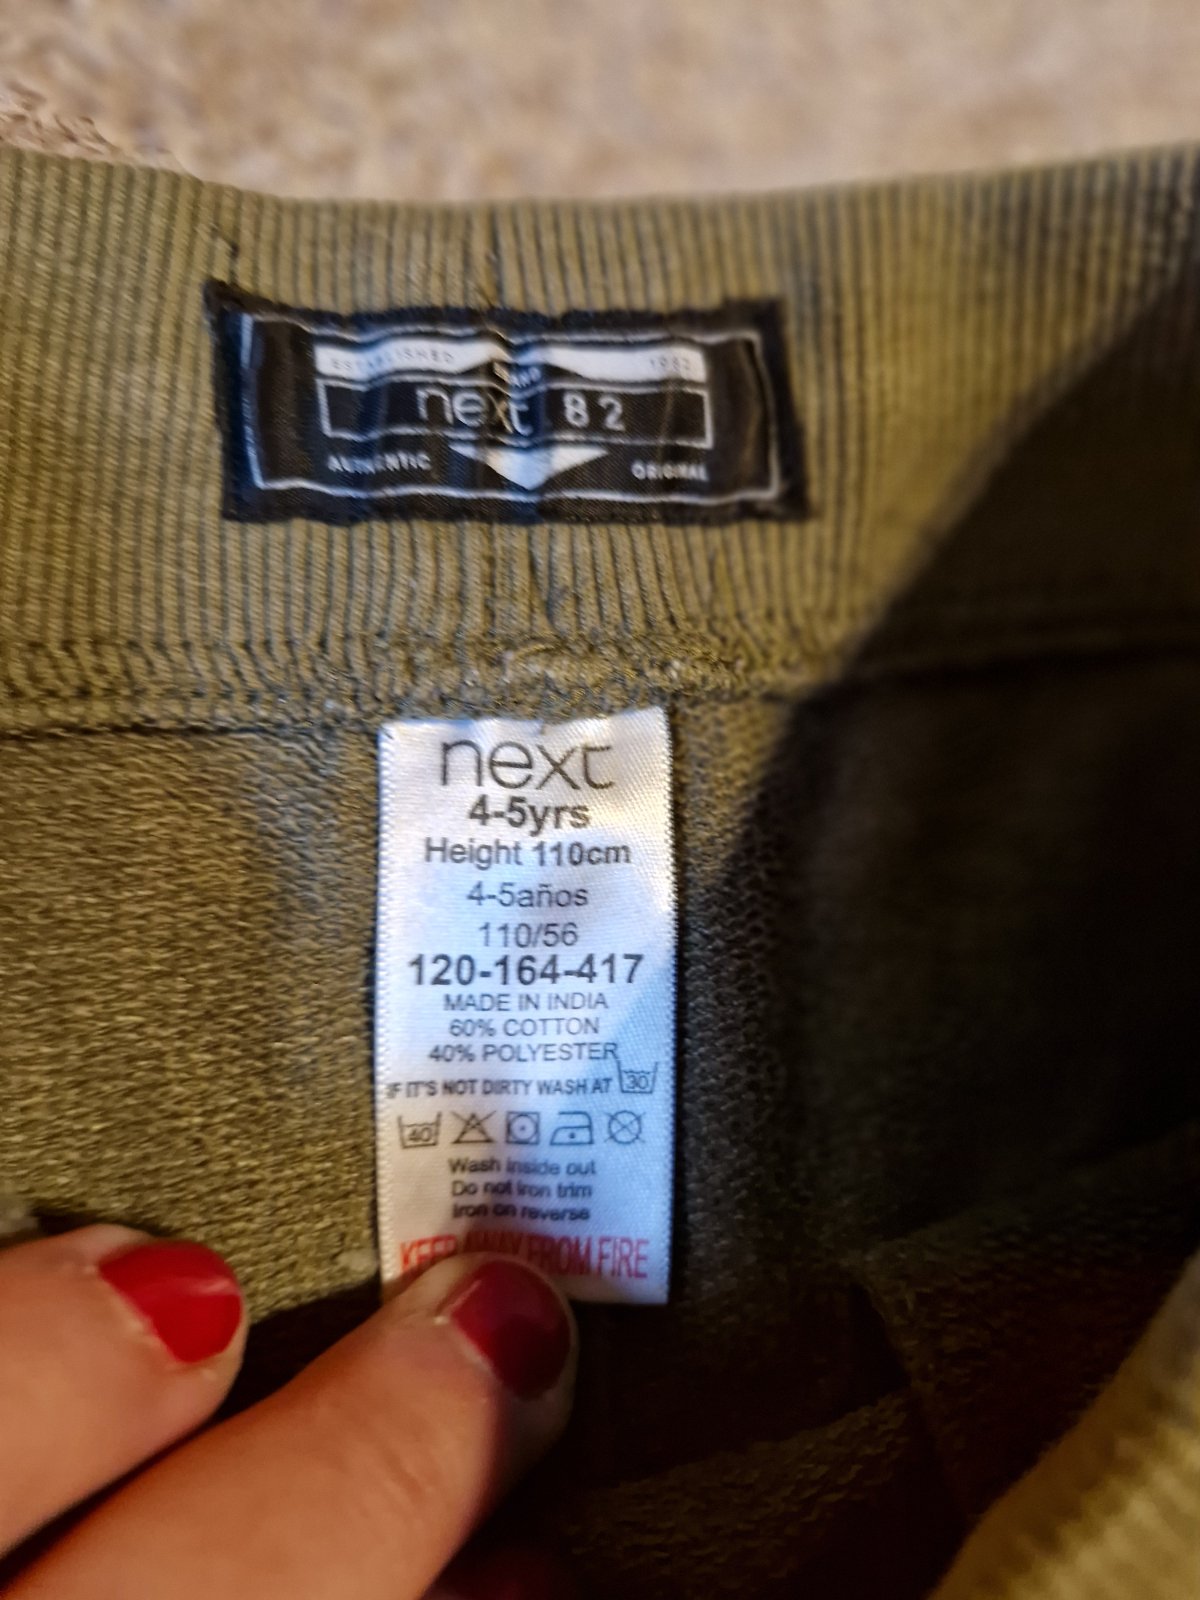 ESTABLISHED 1982
BRAND
next 82
AUTHENTIC ORIGINAL
next
4-5yrs
Height 110cm
4-5años
110/56
120-164-417
MADE IN INDIA
60% COTTON
40% POLYESTER
IF IT'S NOT DIRTY WASH AT 30
40
Wash inside out
Do not iron trim
Iron on reverse
KEEP AWAY FROM FIRE